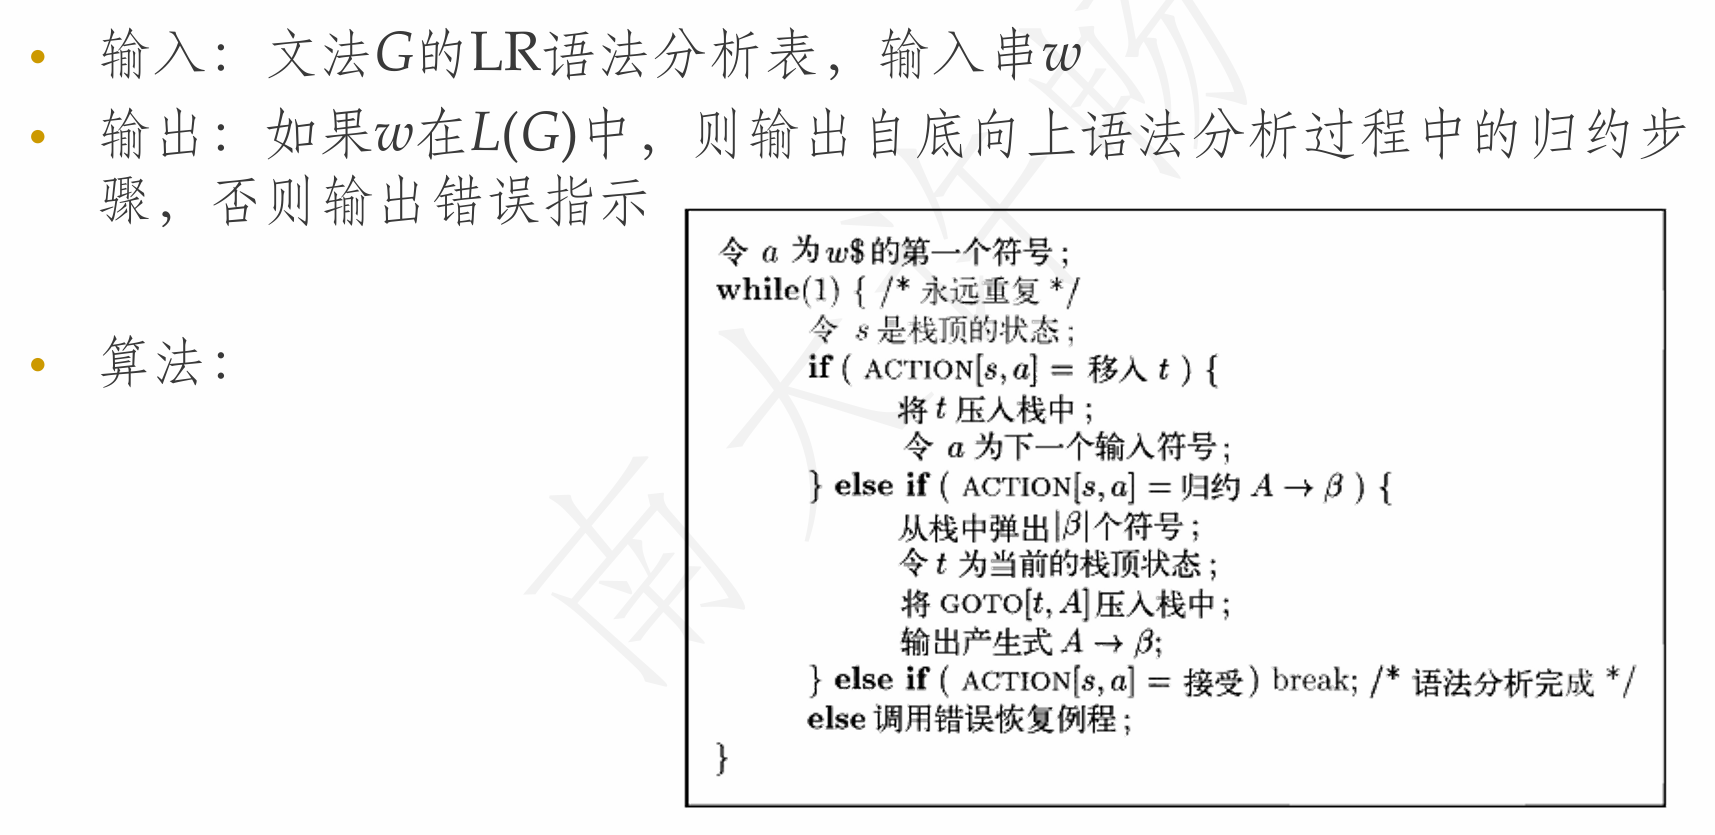 • 输入：文法G的LR语法分析表，输入串w
• 输出：如果w在L(G)中，则输出自底向上语法分析过程中的归约步
骤，否则输出错误指示
• 算法：
令 a 为 w$ 的第一个符号；
while(1) { /* 永远重复 */
令 s 是栈顶的状态；
if ( ACTION[s, a] = 移入 t ) {
将 t 压入栈中；
令 a 为下一个输入符号；
} else if ( ACTION[s, a] = 归约 A → β ) {
从栈中弹出|β|个符号；
令 t 为当前的栈顶状态；
将 GOTO[t, A] 压入栈中；
输出产生式 A → β;
} else if ( ACTION[s, a] = 接受 ) break; /* 语法分析完成 */
else 调用错误恢复例程；
}
南大许畅